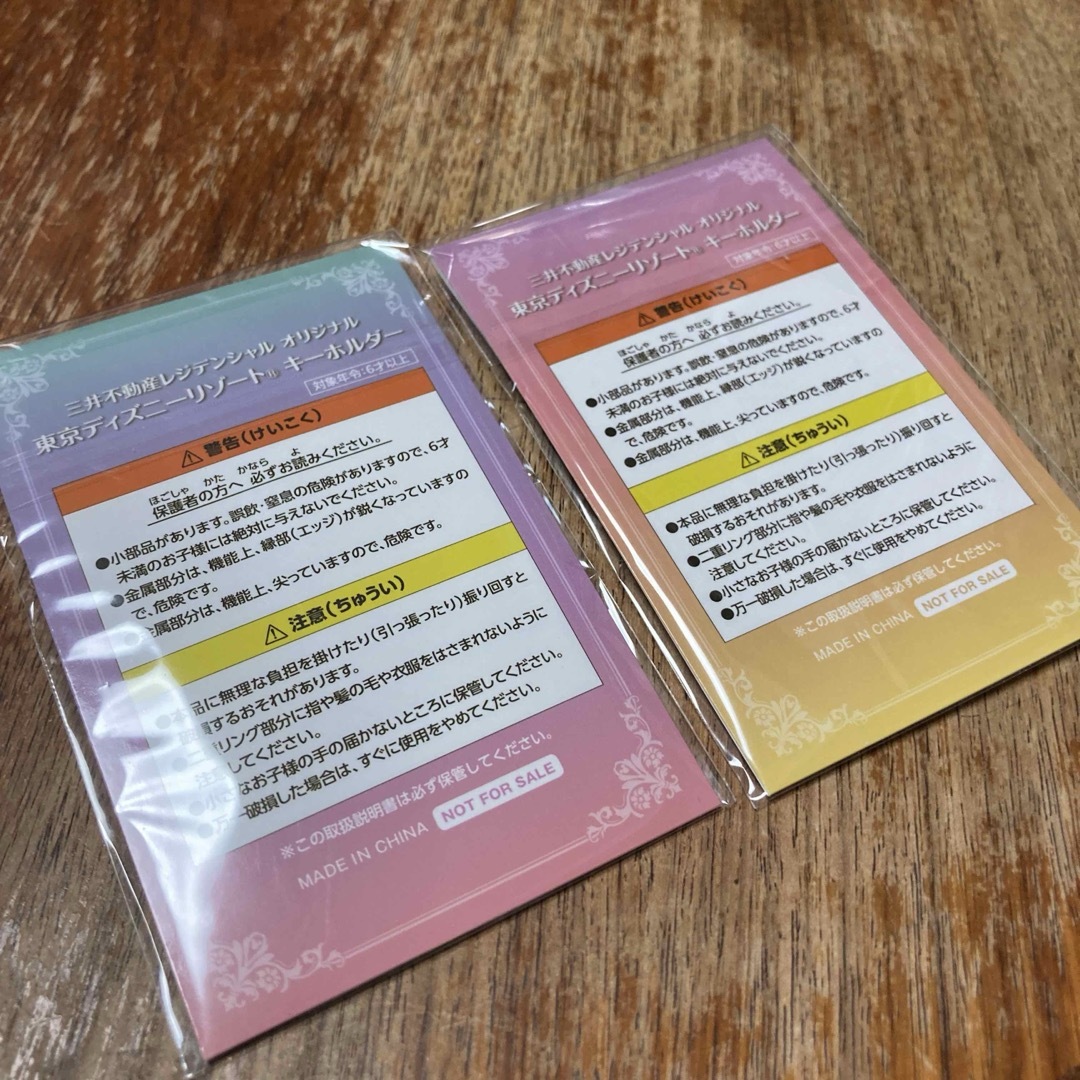 三井不動産レジデンシャル オリジナル
東京ディズニーリゾート® キーホルダー
対象年令:6才以上
⚠警告(けいこく)
ほごしゃ かた かなら よ
保護者の方へ 必ずお読みください。
●小部品があります。誤飲・窒息の危険がありますので、6才
未満のお子様には絶対に与えないでください。
●金属部分は、機能上、縁部(エッジ)が鋭くなっていますの
で、危険です。
金属部分は、機能上、尖っていますので、危険です。
⚠注意(ちゅうい)
●本品に無理な負担を掛けたり(引っ張ったり)振り回すと
損するおそれがあります。
リング部分に指や髪の毛や衣服をはさまれないように
注意してください。
●小さなお子様の手の届かないところに保管してください。
●万一破損した場合は、すぐに使用をやめてください。
※この取扱説明書は必ず保管してください。
MADE IN CHINA NOT FOR SALE
三井不動産レジデンシャル オリジナル
東京ディズニーリゾート® キーホルダー
対象年令:6才以上
⚠警告(けいこく)
ほごしゃ かた かなら よ
保護者の方へ 必ずお読みください。
●小部品があります。誤飲・窒息の危険がありますので、6才
未満のお子様には絶対に与えないでください。
●金属部分は、機能上、縁部(エッジ)が鋭くなっていますの
で、危険です。
●金属部分は、機能上、尖っていますので、危険です。
⚠注意(ちゅうい)
●本品に無理な負担を掛けたり(引っ張ったり)振り回すと
破損するおそれがあります。
●二重リング部分に指や髪の毛や衣服をはさまれないように
注意してください。
●小さなお子様の手の届かないところに保管してください。
●万一破損した場合は、すぐに使用をやめてください。
※この取扱説明書は必ず保管してください。
MADE IN CHINA NOT FOR SALE